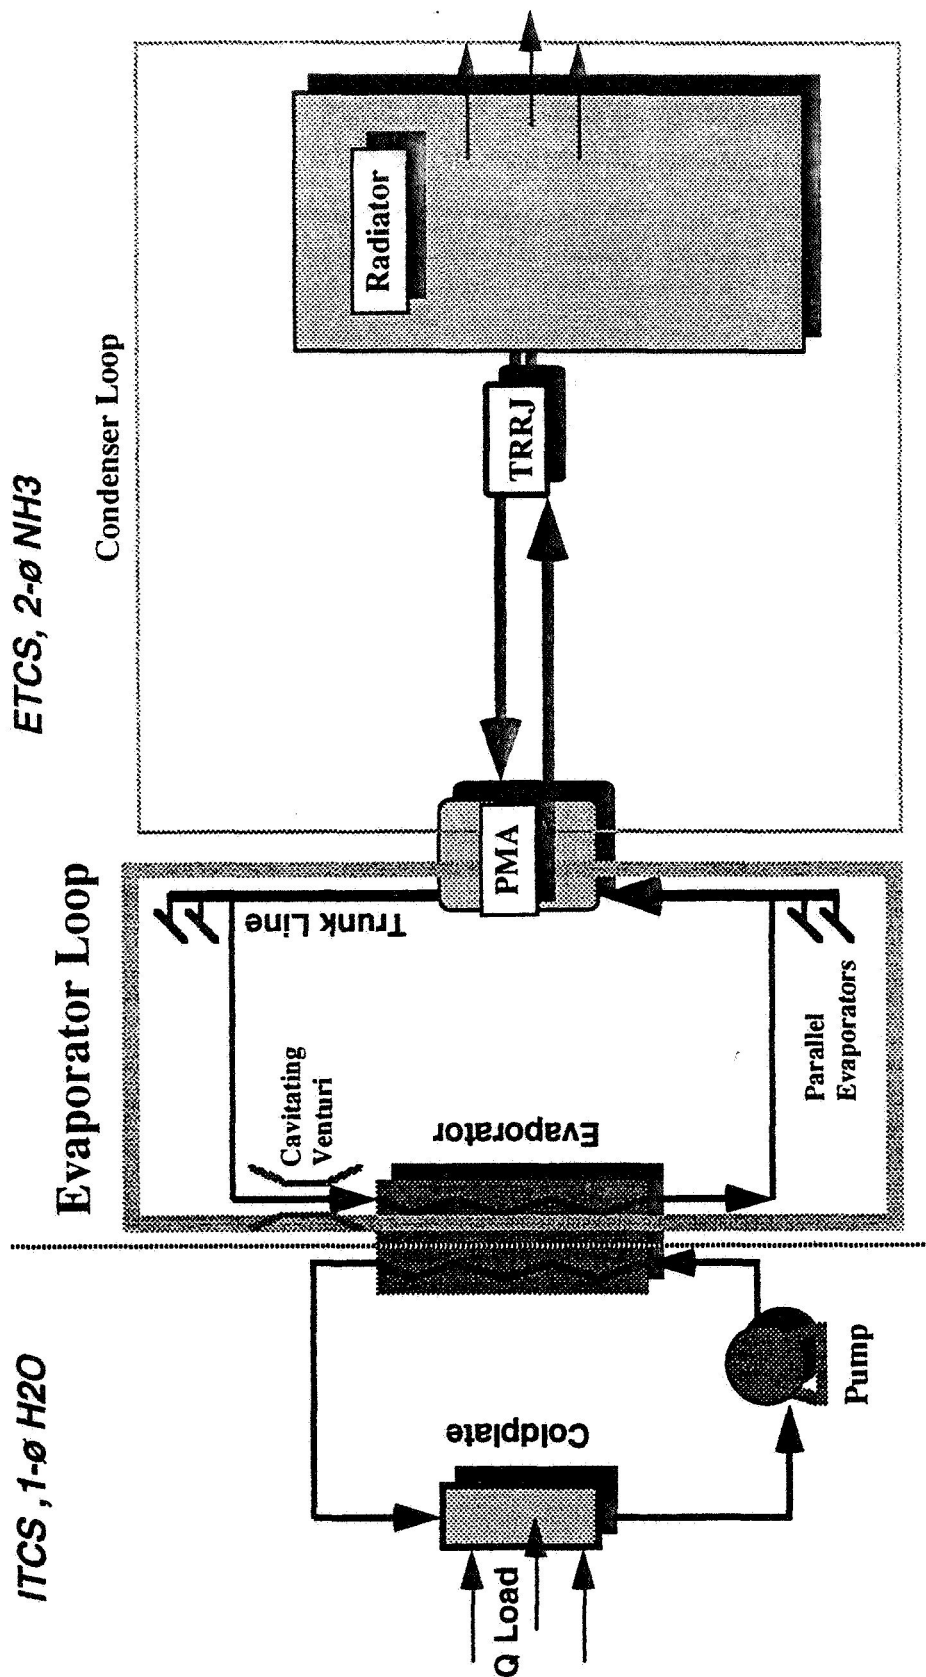 ITCS ,1-ø H2O
ETCS, 2-ø NH3
Evaporator Loop
Condenser Loop
Q Load
Coldplate
Pump
Evaporator
Cavitating
Venturi
Trunk Line
Parallel
Evaporators
PMA
TRRJ
Radiator